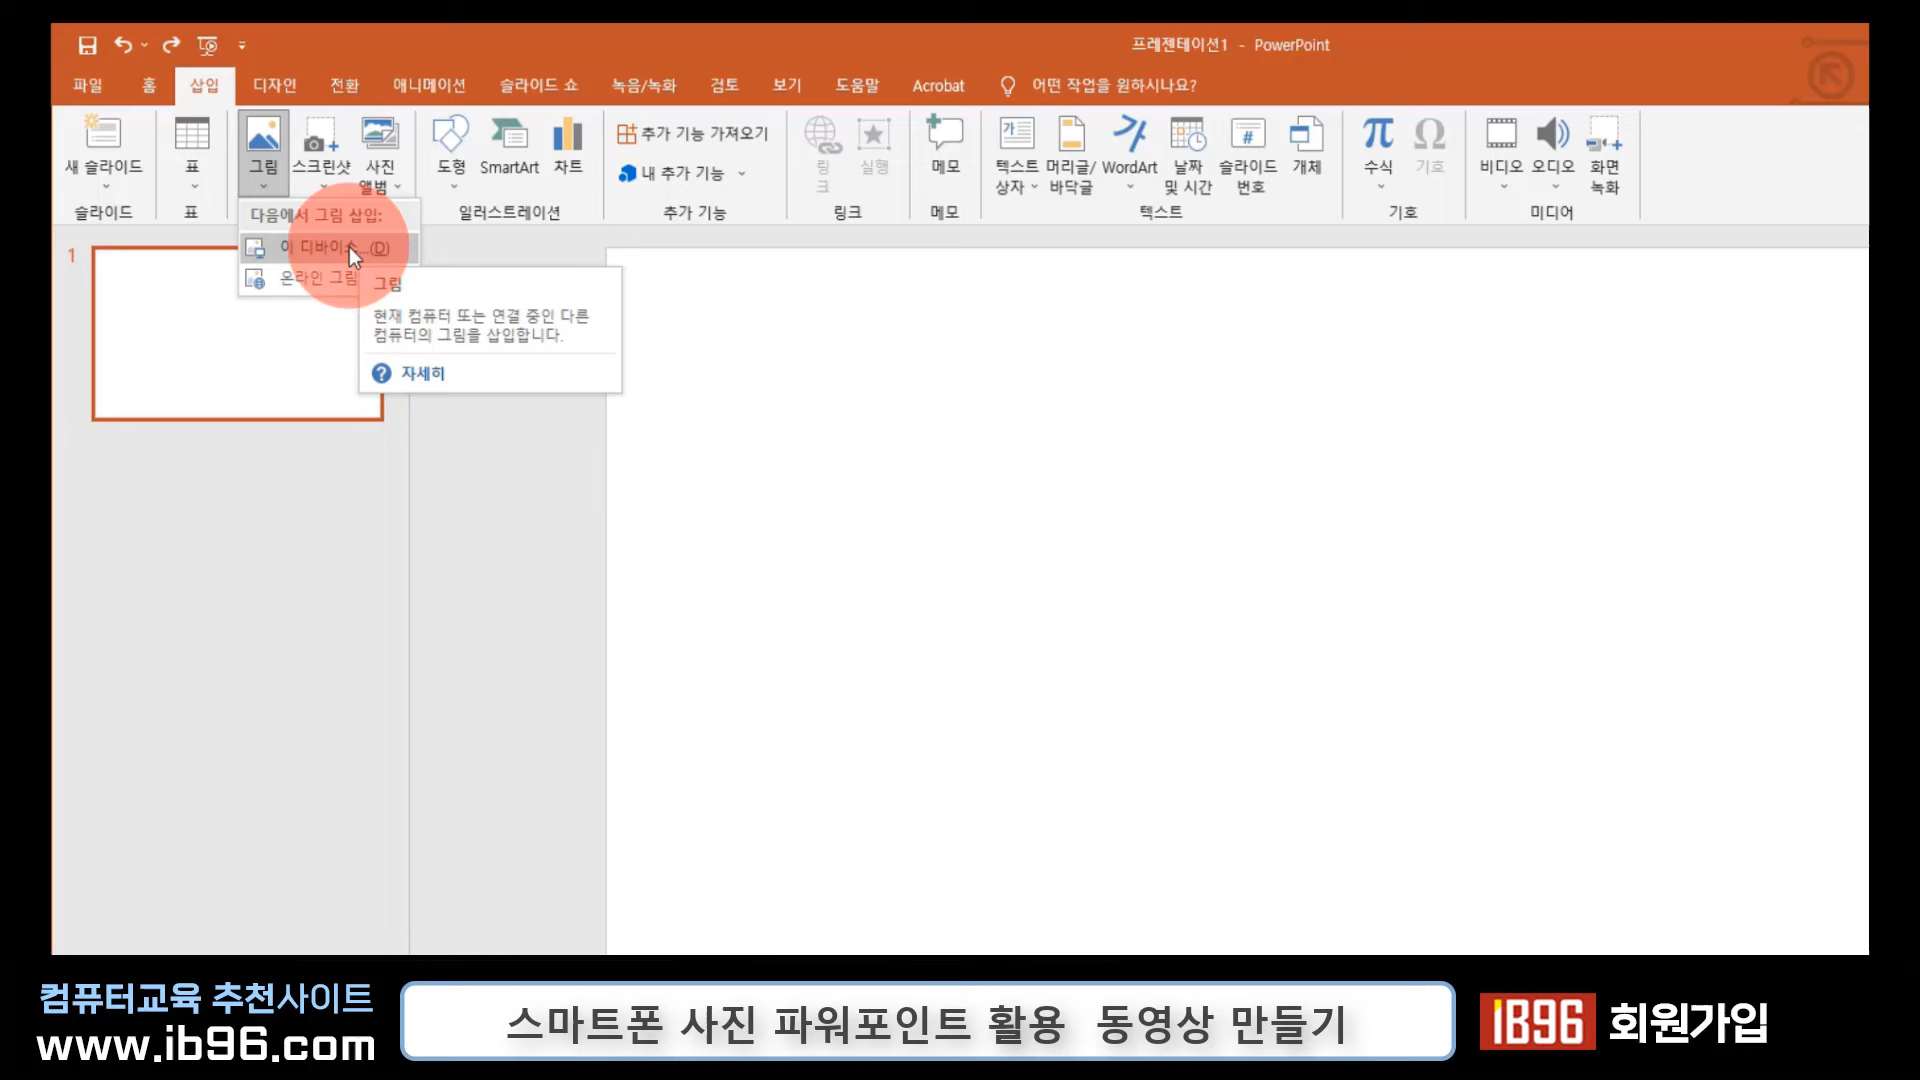 프레젠테이션1 - PowerPoint
파일 홈 삽입 디자인 전환 애니메이션 슬라이드 쇼 녹음/녹화 검토 보기 도움말 Acrobat 어떤 작업을 원하시나요?
새 슬라이드
슬라이드
표
표
그림
스크린샷
사진
앨범
도형
SmartArt
차트
일러스트레이션
추가 기능 가져오기
내 추가 기능
추가 기능
링
크
실행
링크
메모
메모
텍스트
상자
머리글/
바닥글
WordArt
날짜
및 시간
슬라이드
번호
개체
텍스트
수식
기호
기호
비디오
오디오
화면
녹화
미디어
다음에서 그림 삽입:
이 디바이스...(D)
온라인 그림
그림
현재 컴퓨터 또는 연결 중인 다른
컴퓨터의 그림을 삽입합니다.
자세히
1
컴퓨터교육 추천사이트
www.ib96.com
스마트폰 사진 파워포인트 활용 동영상 만들기
IB96 회원가입